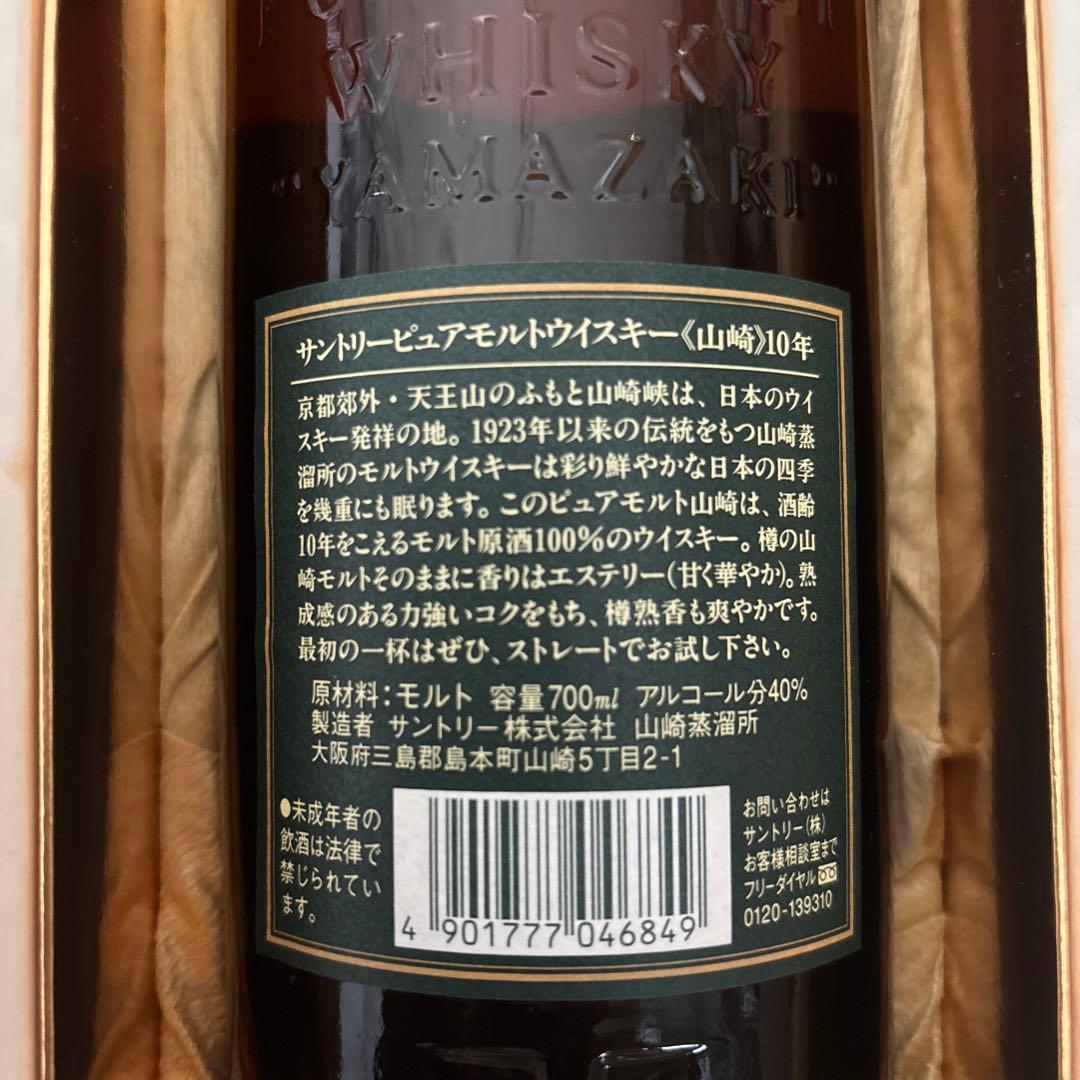 WHISKY
"YAMAZAKI"
サントリーピュアモルトウイスキー《山崎》10年
京都郊外・天王山のふもと山崎峡は、日本のウイ
スキー発祥の地。1923年以来の伝統をもつ山崎蒸
溜所のモルトウイスキーは彩り鮮やかな日本の四季
を幾重にも眠ります。このピュアモルト山崎は、酒齢
10年をこえるモルト原酒100%のウイスキー。樽の山
崎モルトそのままに香りはエステリー(甘く華やか)。熟
成感のある力強いコクをもち、樽熟香も爽やかです。
最初の一杯はぜひ、ストレートでお試し下さい。
原材料:モルト 容量700ml アルコール分40%
製造者 サントリー株式会社 山崎蒸溜所
大阪府三島郡島本町山崎5丁目2-1
●未成年者の
飲酒は法律で
禁じられてい
ます。
4 901777 046849
お問い合わせは
サントリー(株)
お客様相談室まで
フリーダイヤル
0120-139310